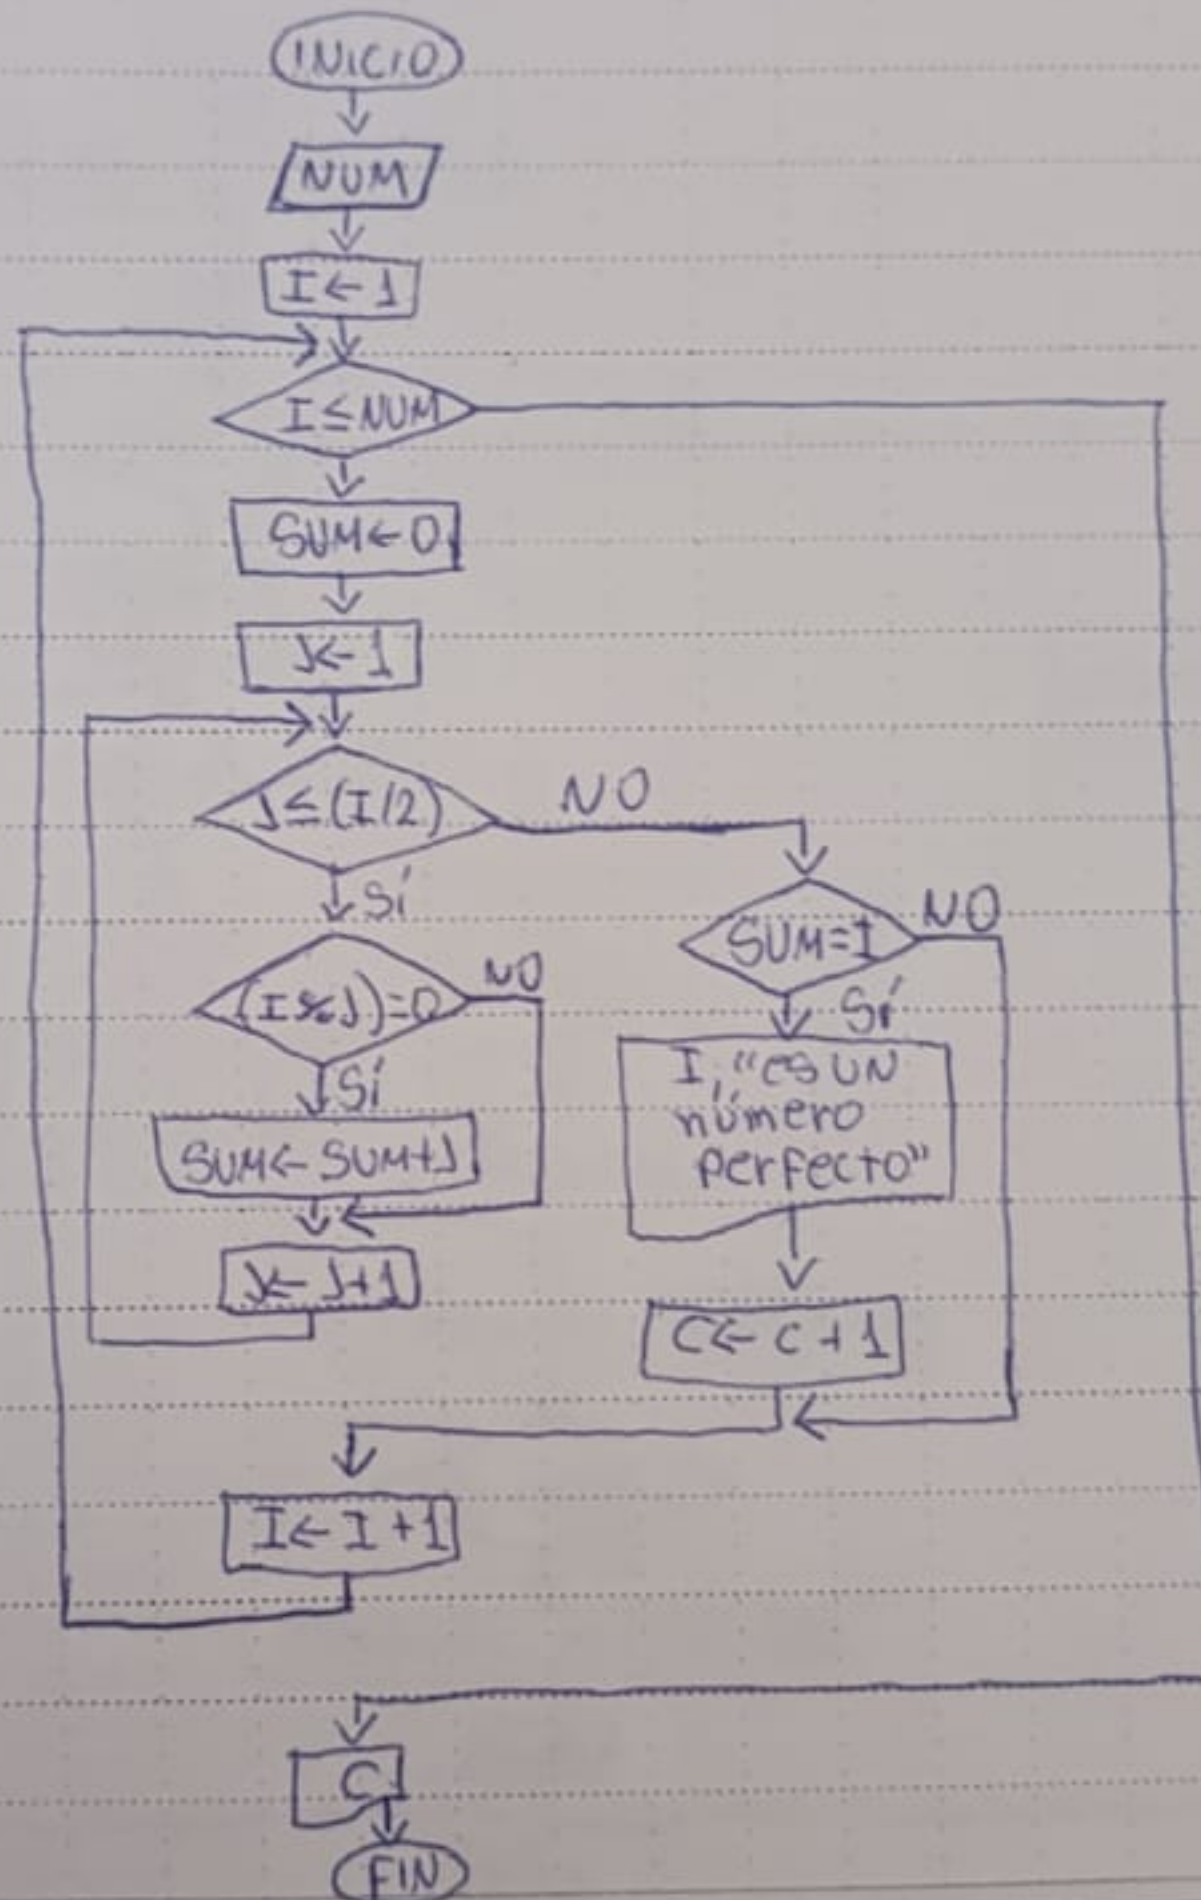 INICIO
NUM
I ← 1
I ≤ NUM
SUM ← 0
J ← 1
J ≤ (I/2)
NO
SÍ
SUM=I
NO
SÍ
(I % J)=0
NO
SÍ
I, "es UN
número
perfecto"
SUM ← SUM+J
J ← J+1
C ← C + 1
I ← I + 1
C
FIN